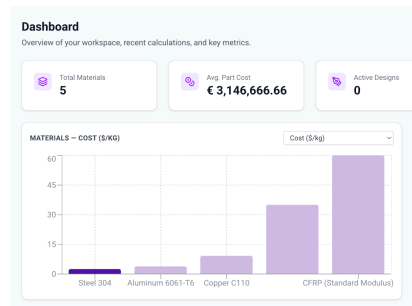 Dashboard
Overview of your workspace, recent calculations, and key metrics.
Total Materials
5
Avg. Part Cost
€ 3,146,666.66
Active Designs
0
MATERIALS — COST ($/KG)
Cost ($/kg)
60
45
30
15
0
Steel 304
Aluminum 6061-T6
Copper C110
CFRP (Standard Modulus)